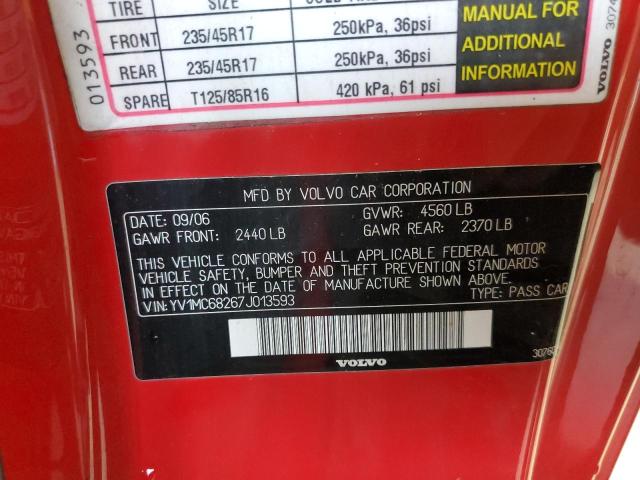 TIRE SIZE
FRONT 235/45R17 250kPa, 36psi
REAR 235/45R17 250kPa, 36psi
SPARE T125/85R16 420 kPa, 61 psi
MANUAL FOR
ADDITIONAL
INFORMATION
013593
VOLVO
MFD BY VOLVO CAR CORPORATION
DATE: 09/06 GVWR: 4560 LB
GAWR FRONT: 2440 LB GAWR REAR: 2370 LB
THIS VEHICLE CONFORMS TO ALL APPLICABLE FEDERAL MOTOR
VEHICLE SAFETY, BUMPER AND THEFT PREVENTION STANDARDS
IN EFFECT ON THE DATE OF MANUFACTURE SHOWN ABOVE.
VIN: YV1MC68267J013593 TYPE: PASS CAR
VOLVO